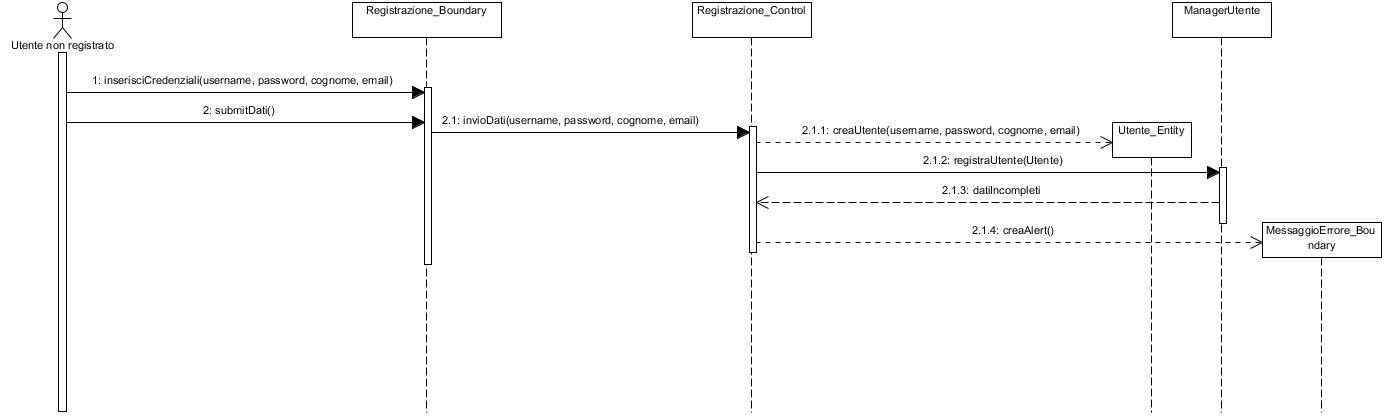 Registrazione_Boundary
Registrazione_Control
ManagerUtente
Utente non registrato
1: inserisciCredenziali(username, password, cognome, email)
2: submitDati()
2.1: invioDati(username, password, cognome, email)
2.1.1: creaUtente(username, password, cognome, email)
Utente_Entity
2.1.2: registraUtente(Utente)
2.1.3: datiIncompleti
2.1.4: creaAlert()
MessaggioErrore_Bou
ndary